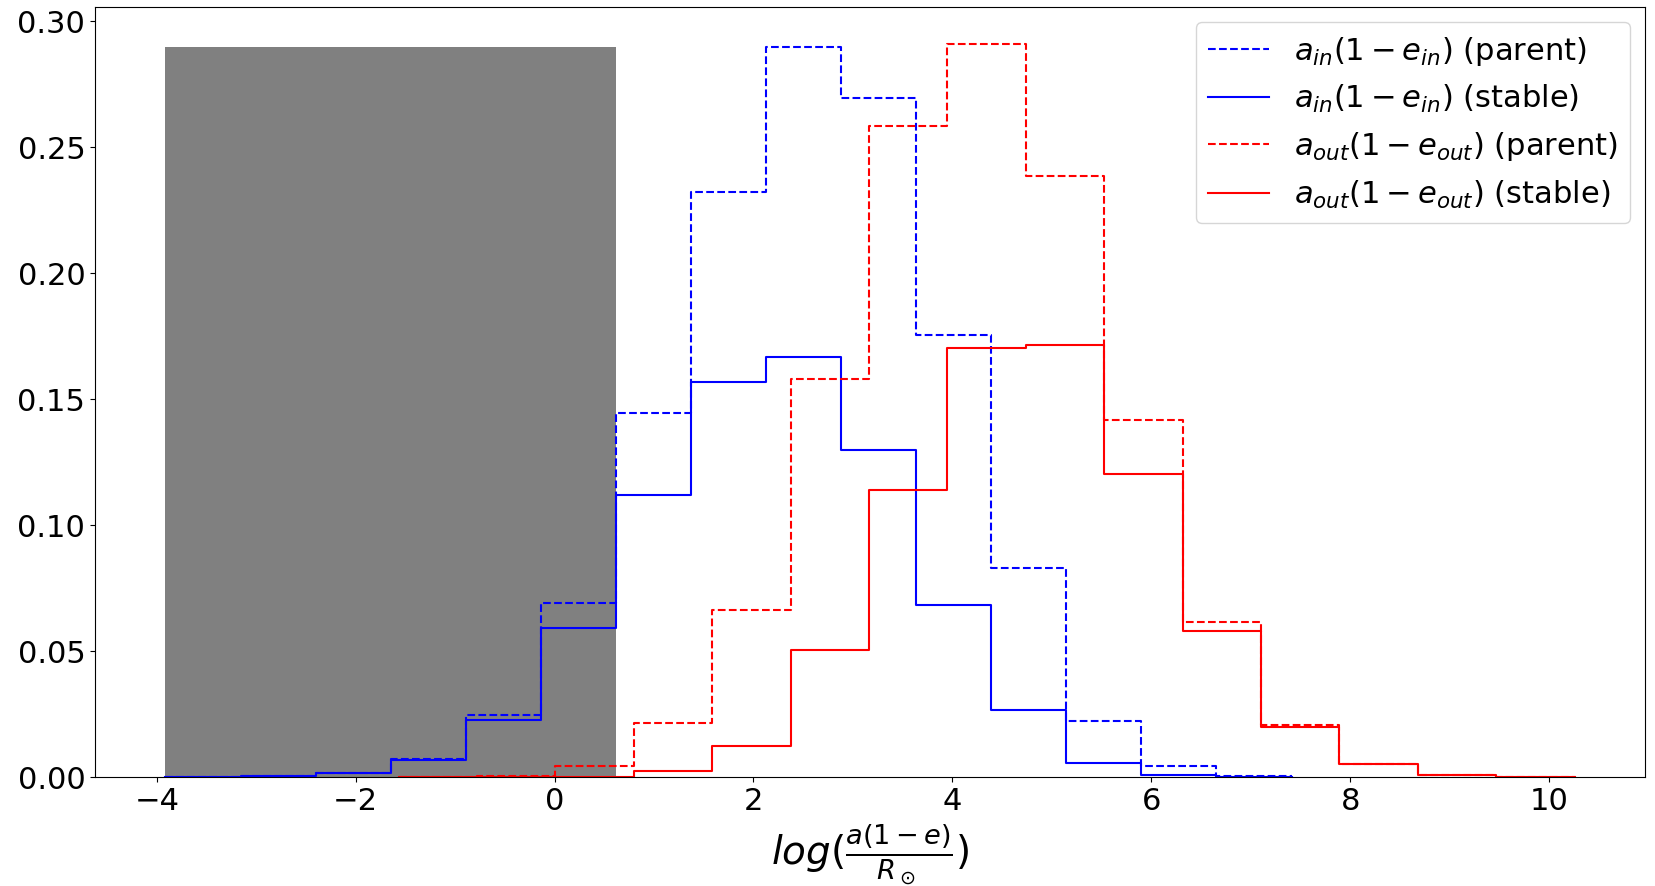 0.30
0.25
0.20
0.15
0.10
0.05
0.00
−4 −2 0 2 4 6 8 10
log(a(1 − e)/R⊙)
a_in(1 − e_in) (parent)
a_in(1 − e_in) (stable)
a_out(1 − e_out) (parent)
a_out(1 − e_out) (stable)